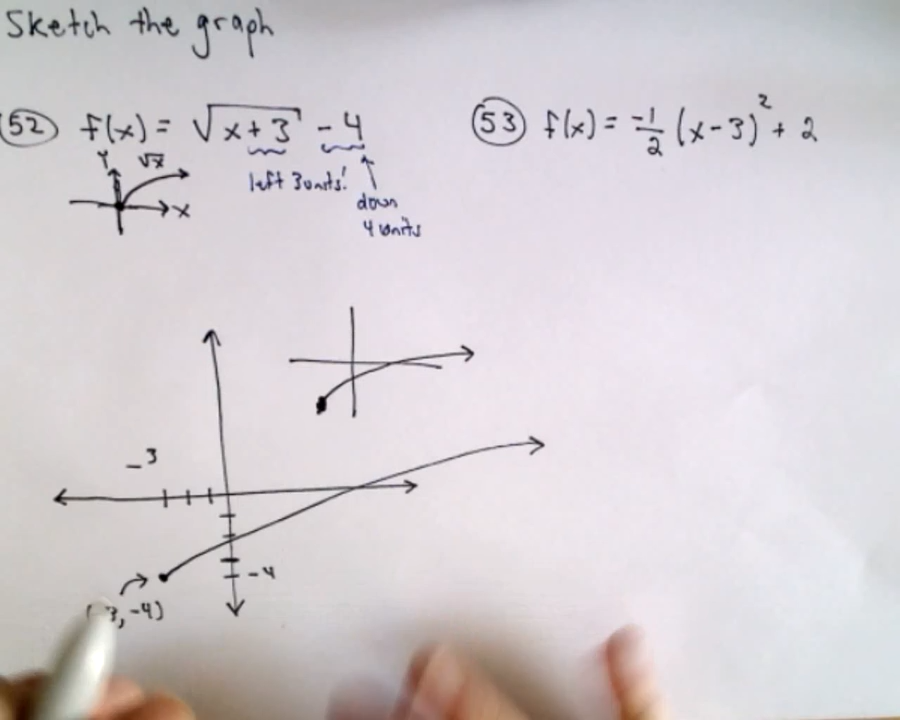 Sketch the graph
52 f(x) = √(x+3) - 4
53 f(x) = -1/2 (x-3)² + 2
Y √x
X
left 3 units!
down
4 units
-3
-4
, -4)